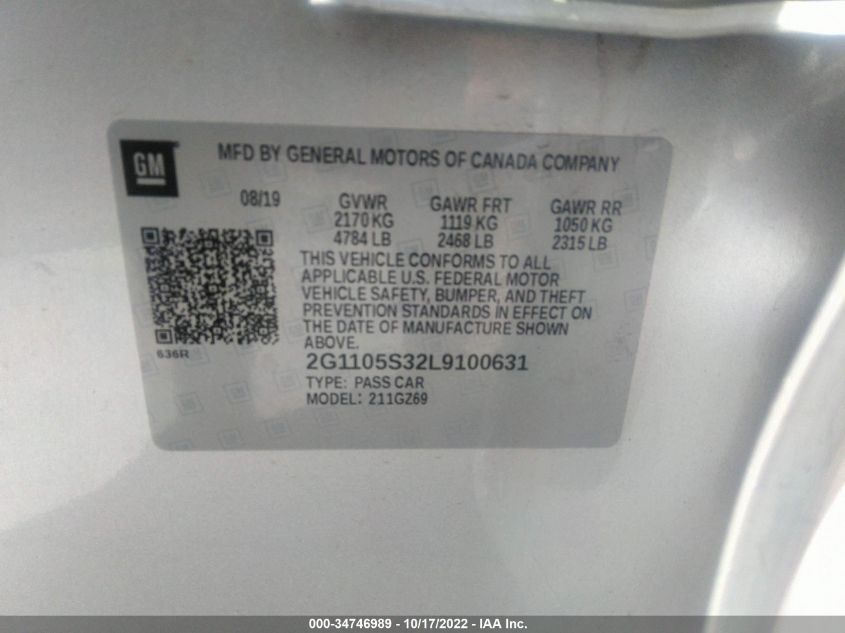 GM
MFD BY GENERAL MOTORS OF CANADA COMPANY
08/19 GVWR GAWR FRT GAWR RR
2170 KG 1119 KG 1050 KG
4784 LB 2468 LB 2315 LB
THIS VEHICLE CONFORMS TO ALL
APPLICABLE U.S. FEDERAL MOTOR
VEHICLE SAFETY, BUMPER, AND THEFT
PREVENTION STANDARDS IN EFFECT ON
THE DATE OF MANUFACTURE SHOWN
ABOVE.
636R
2G1105S32L9100631
TYPE: PASS CAR
MODEL: 211GZ69
000-34746989 - 10/17/2022 - IAA Inc.